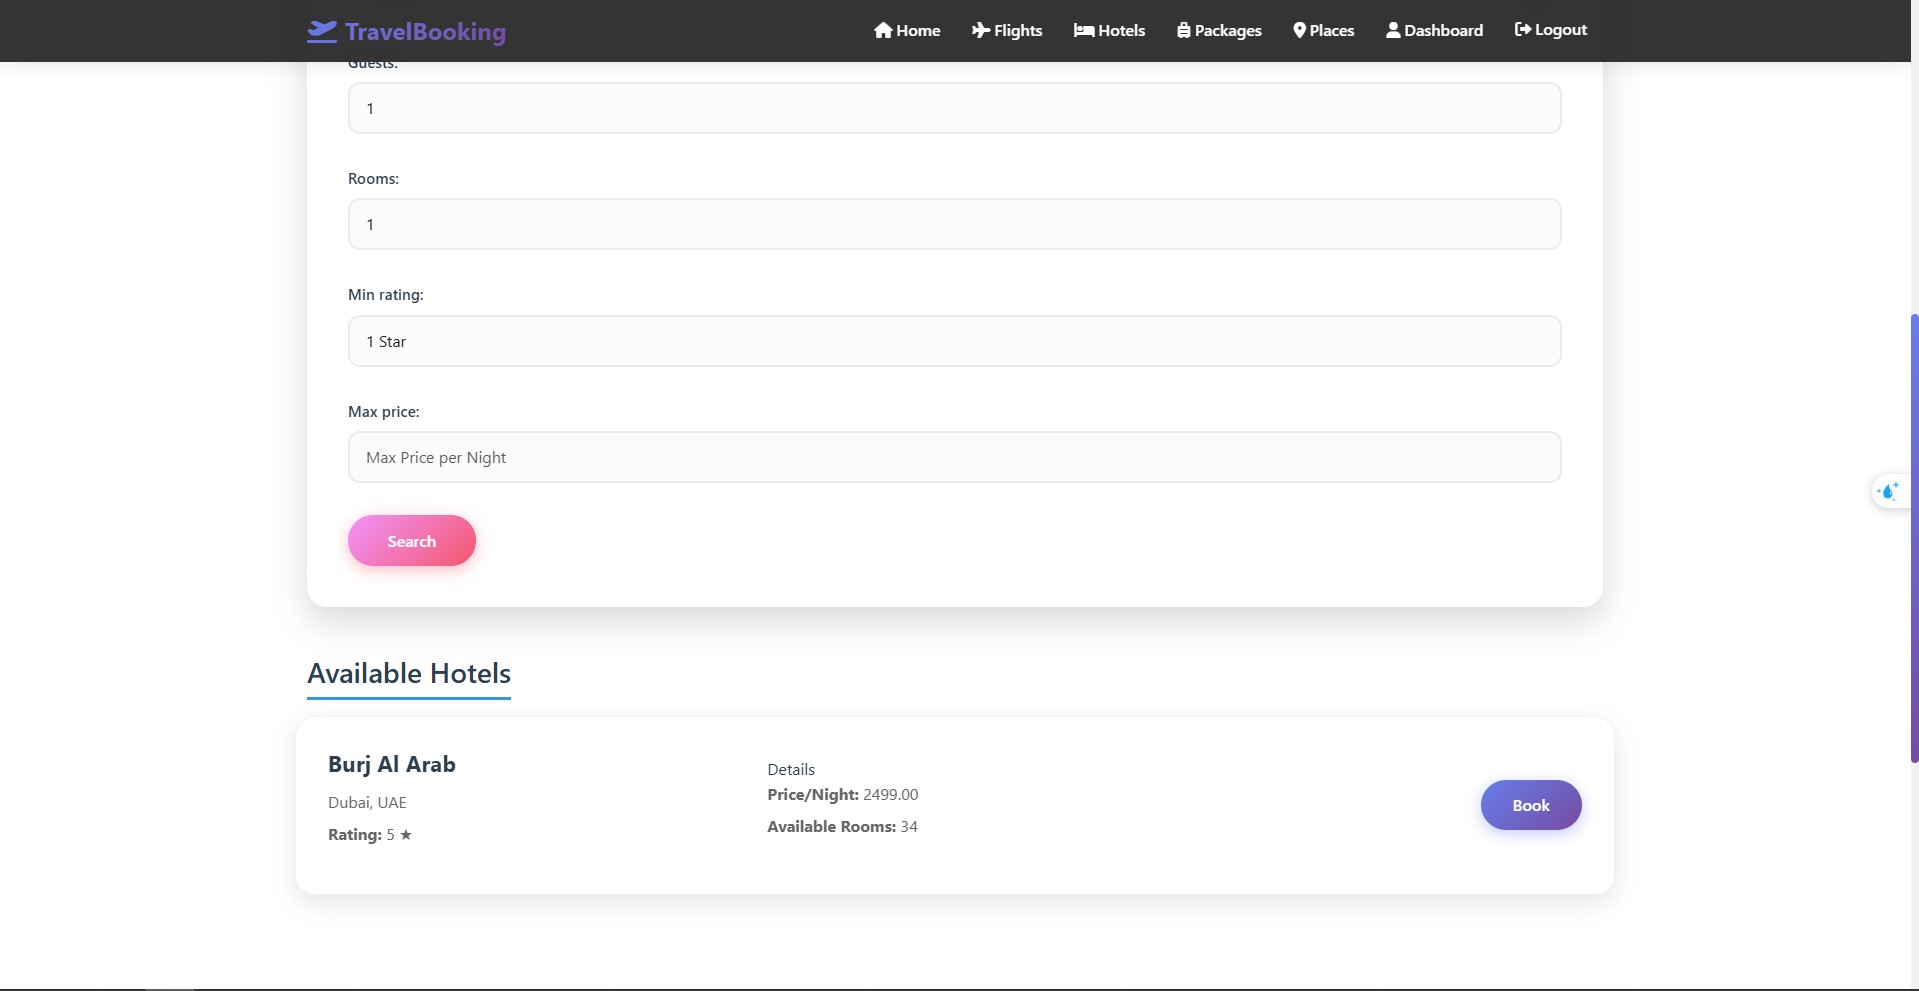 TravelBooking
Home
Flights
Hotels
Packages
Places
Dashboard
Logout
Guests:
1
Rooms:
1
Min rating:
1 Star
Max price:
Max Price per Night
Search
Available Hotels
Burj Al Arab
Dubai, UAE
Rating: 5 ★
Details
Price/Night: 2499.00
Available Rooms: 34
Book